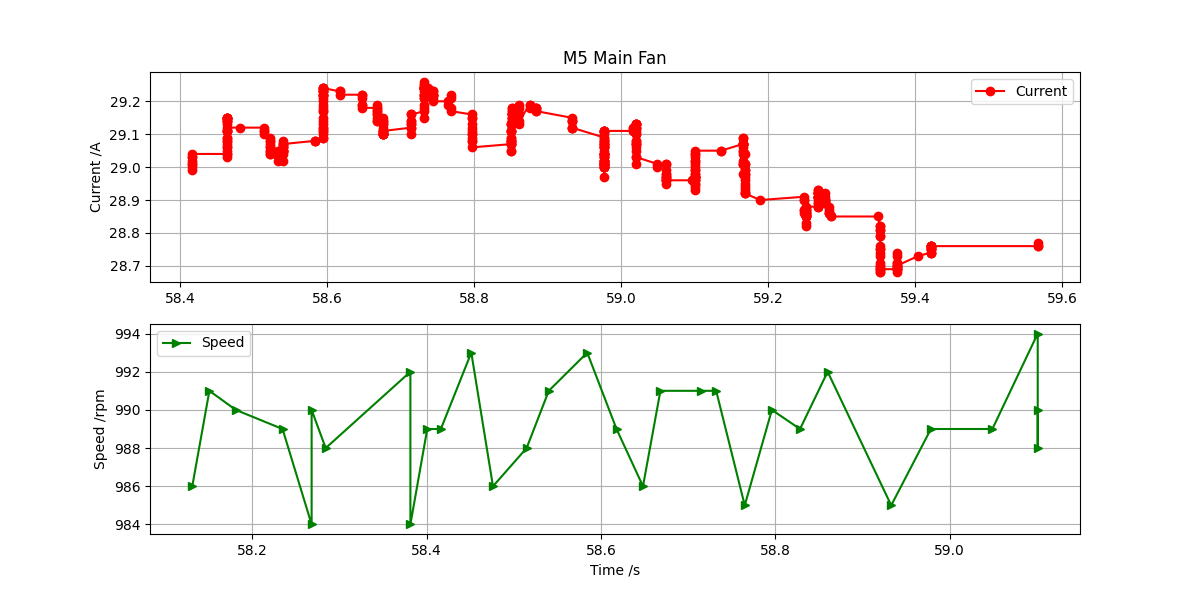 M5 Main Fan
29.2
29.1
29.0
28.9
28.8
28.7
Current /A
Current
58.4 58.6 58.8 59.0 59.2 59.4 59.6
994
992
990
988
986
984
Speed /rpm
Speed
58.2 58.4 58.6 58.8 59.0
Time /s